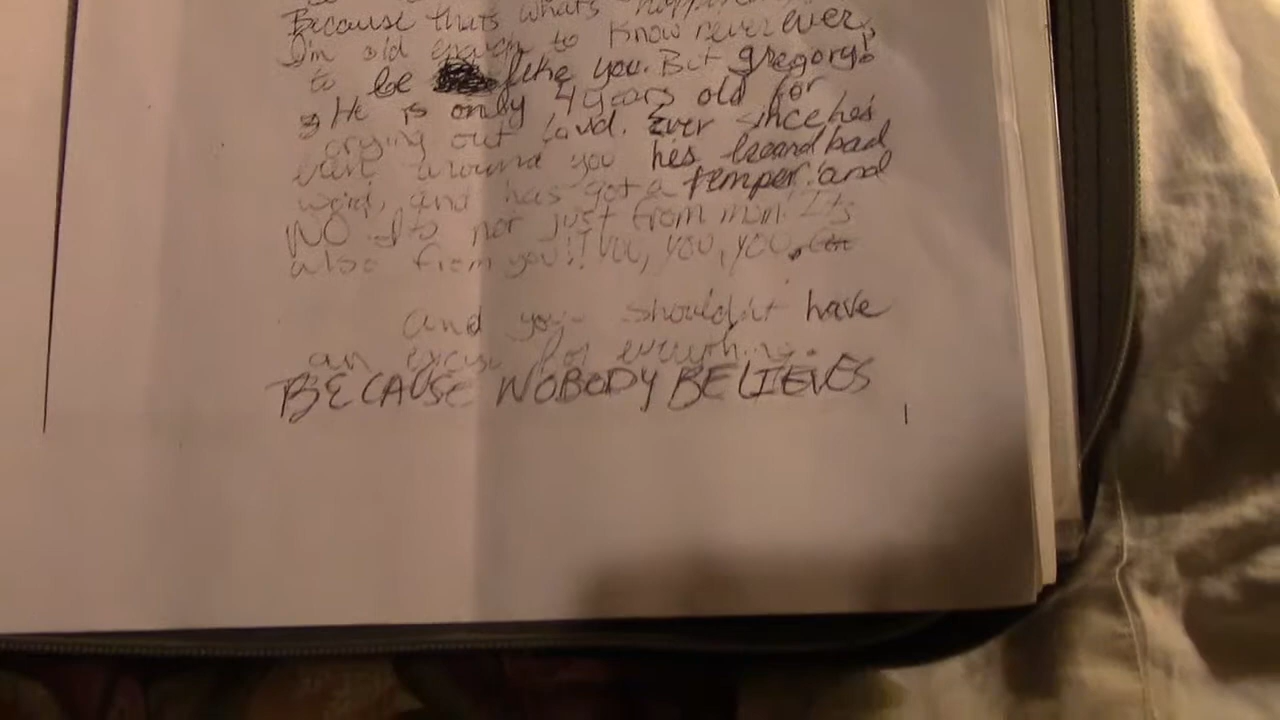 Because thats whats happening
I'm old enough to know never ever,
to be like you. But gregory!
He is only 4 years old for
crying out loud. Ever since he's
been around you hes learnd bad
word, and has got a temper! and
NO its not just from mom! Its
also from you!! You, you, you.
and you shouldn't have
an excuse for everything.
BECAUSE NOBODY BELIEVES